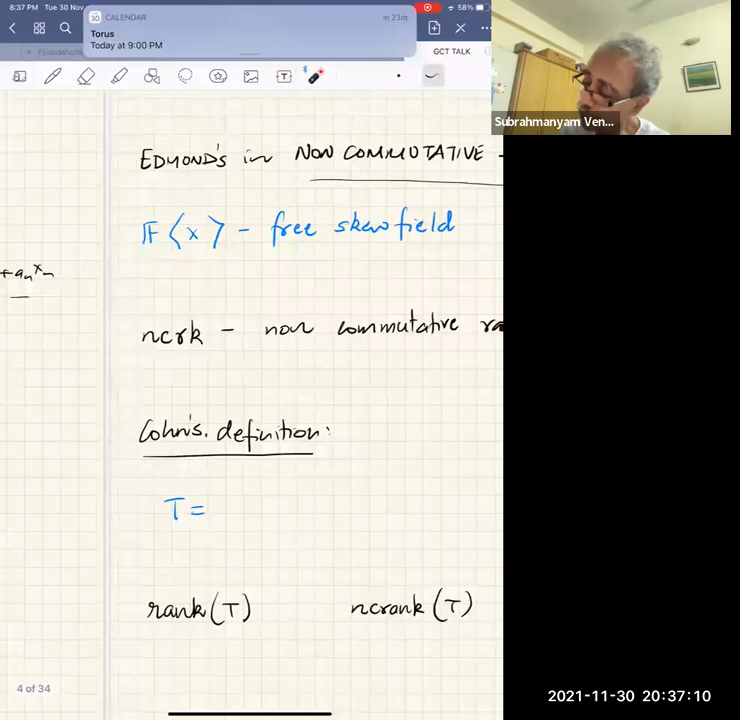 8:37 PM Tue 30 Nov
58%
CALENDAR
in 23m
30
Torus
Today at 9:00 PM
GCT TALK
Subrahmanyam Ven...
EDMOND'S in NON COMMUTATIVE -
F⟨x⟩ - free skew field
+ aₙxₙ
ncrk - non commutative ra
Cohn's. definition:
T =
rank(T) ncrank(T)
4 of 34
2021-11-30 20:37:10